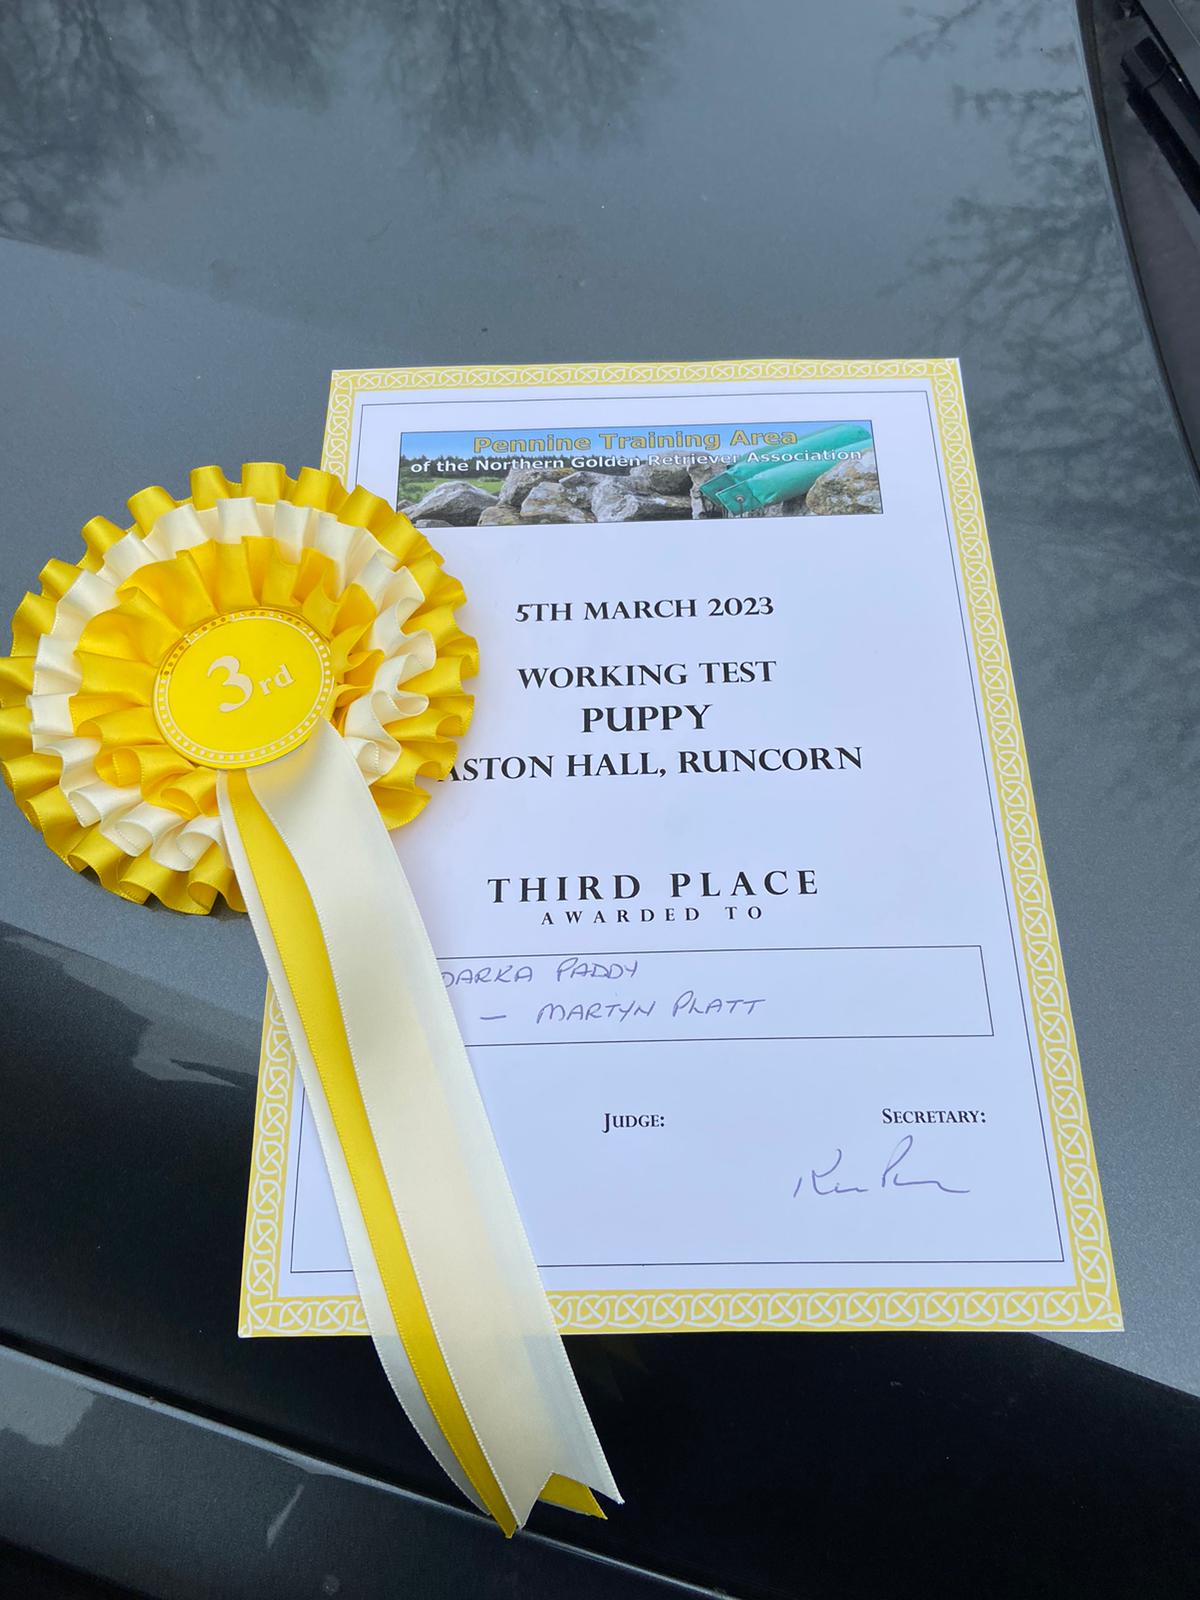 Pennine Training Area
of the Northern Golden Retriever Association
5TH MARCH 2023
WORKING TEST
PUPPY
ASTON HALL, RUNCORN
3rd
THIRD PLACE
AWARDED TO
PADDY
— MARTYN PLATT
JUDGE:
SECRETARY: